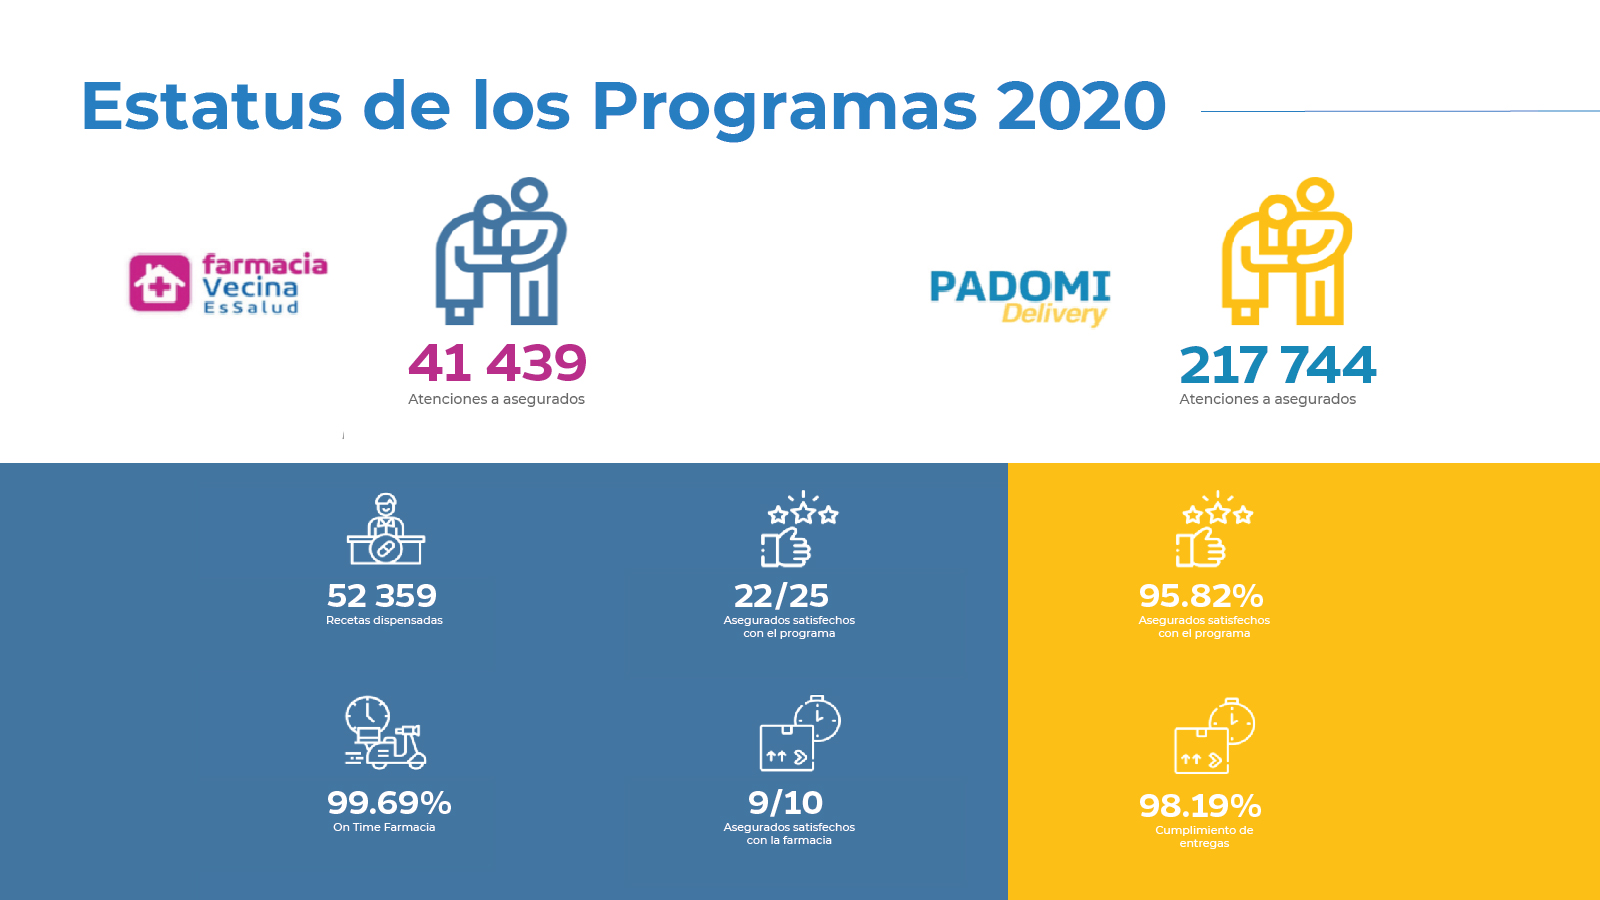 Estatus de los Programas 2020
farmacia
Vecina
EsSalud
41 439
Atenciones a asegurados
PADOMI
Delivery
217 744
Atenciones a asegurados
52 359
Recetas dispensadas
22/25
Asegurados satisfechos
con el programa
95.82%
Asegurados satisfechos
con el programa
99.69%
On Time Farmacia
9/10
Asegurados satisfechos
con la farmacia
98.19%
Cumplimiento de
entregas